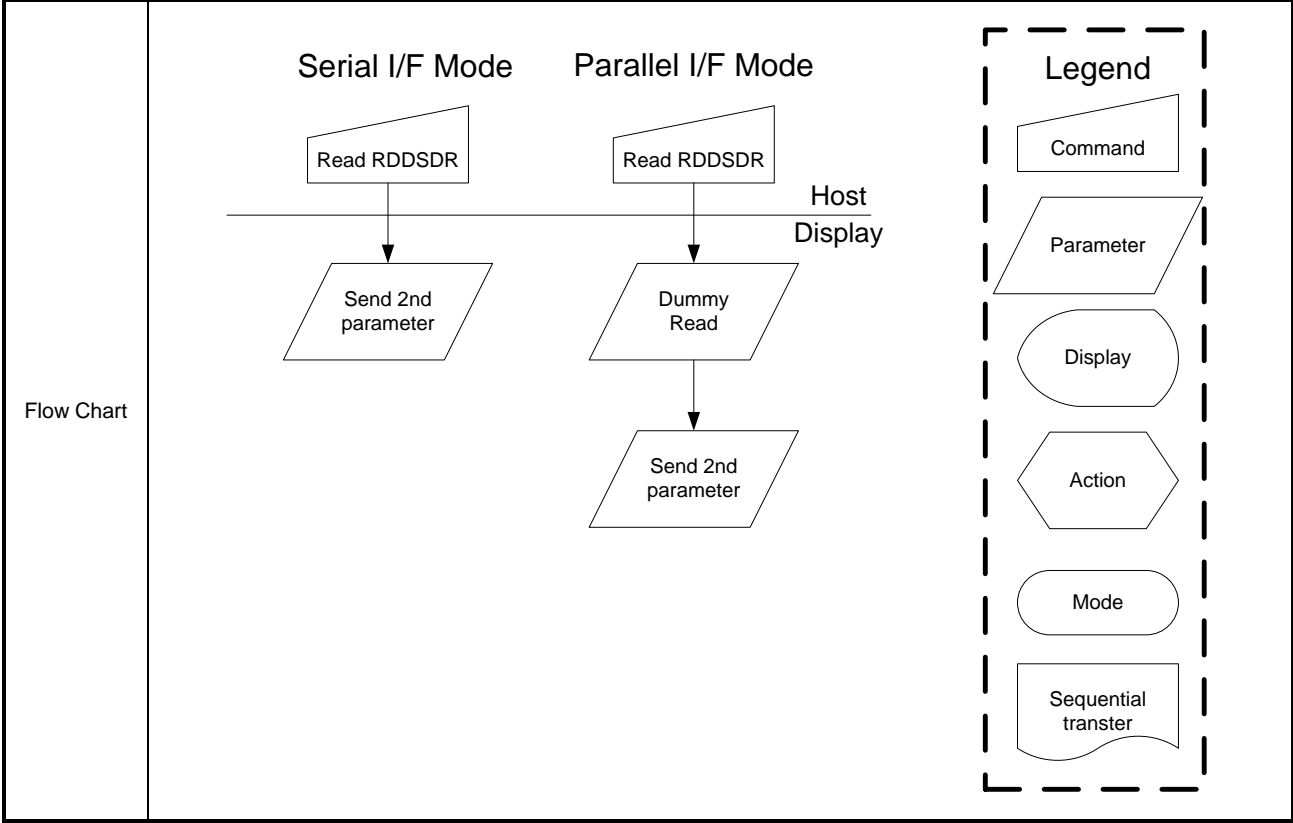 Flow Chart
Serial I/F Mode
Parallel I/F Mode
Read RDDSDR
Read RDDSDR
Host
Display
Send 2nd
parameter
Dummy
Read
Send 2nd
parameter
Legend
Command
Parameter
Display
Action
Mode
Sequential
transter